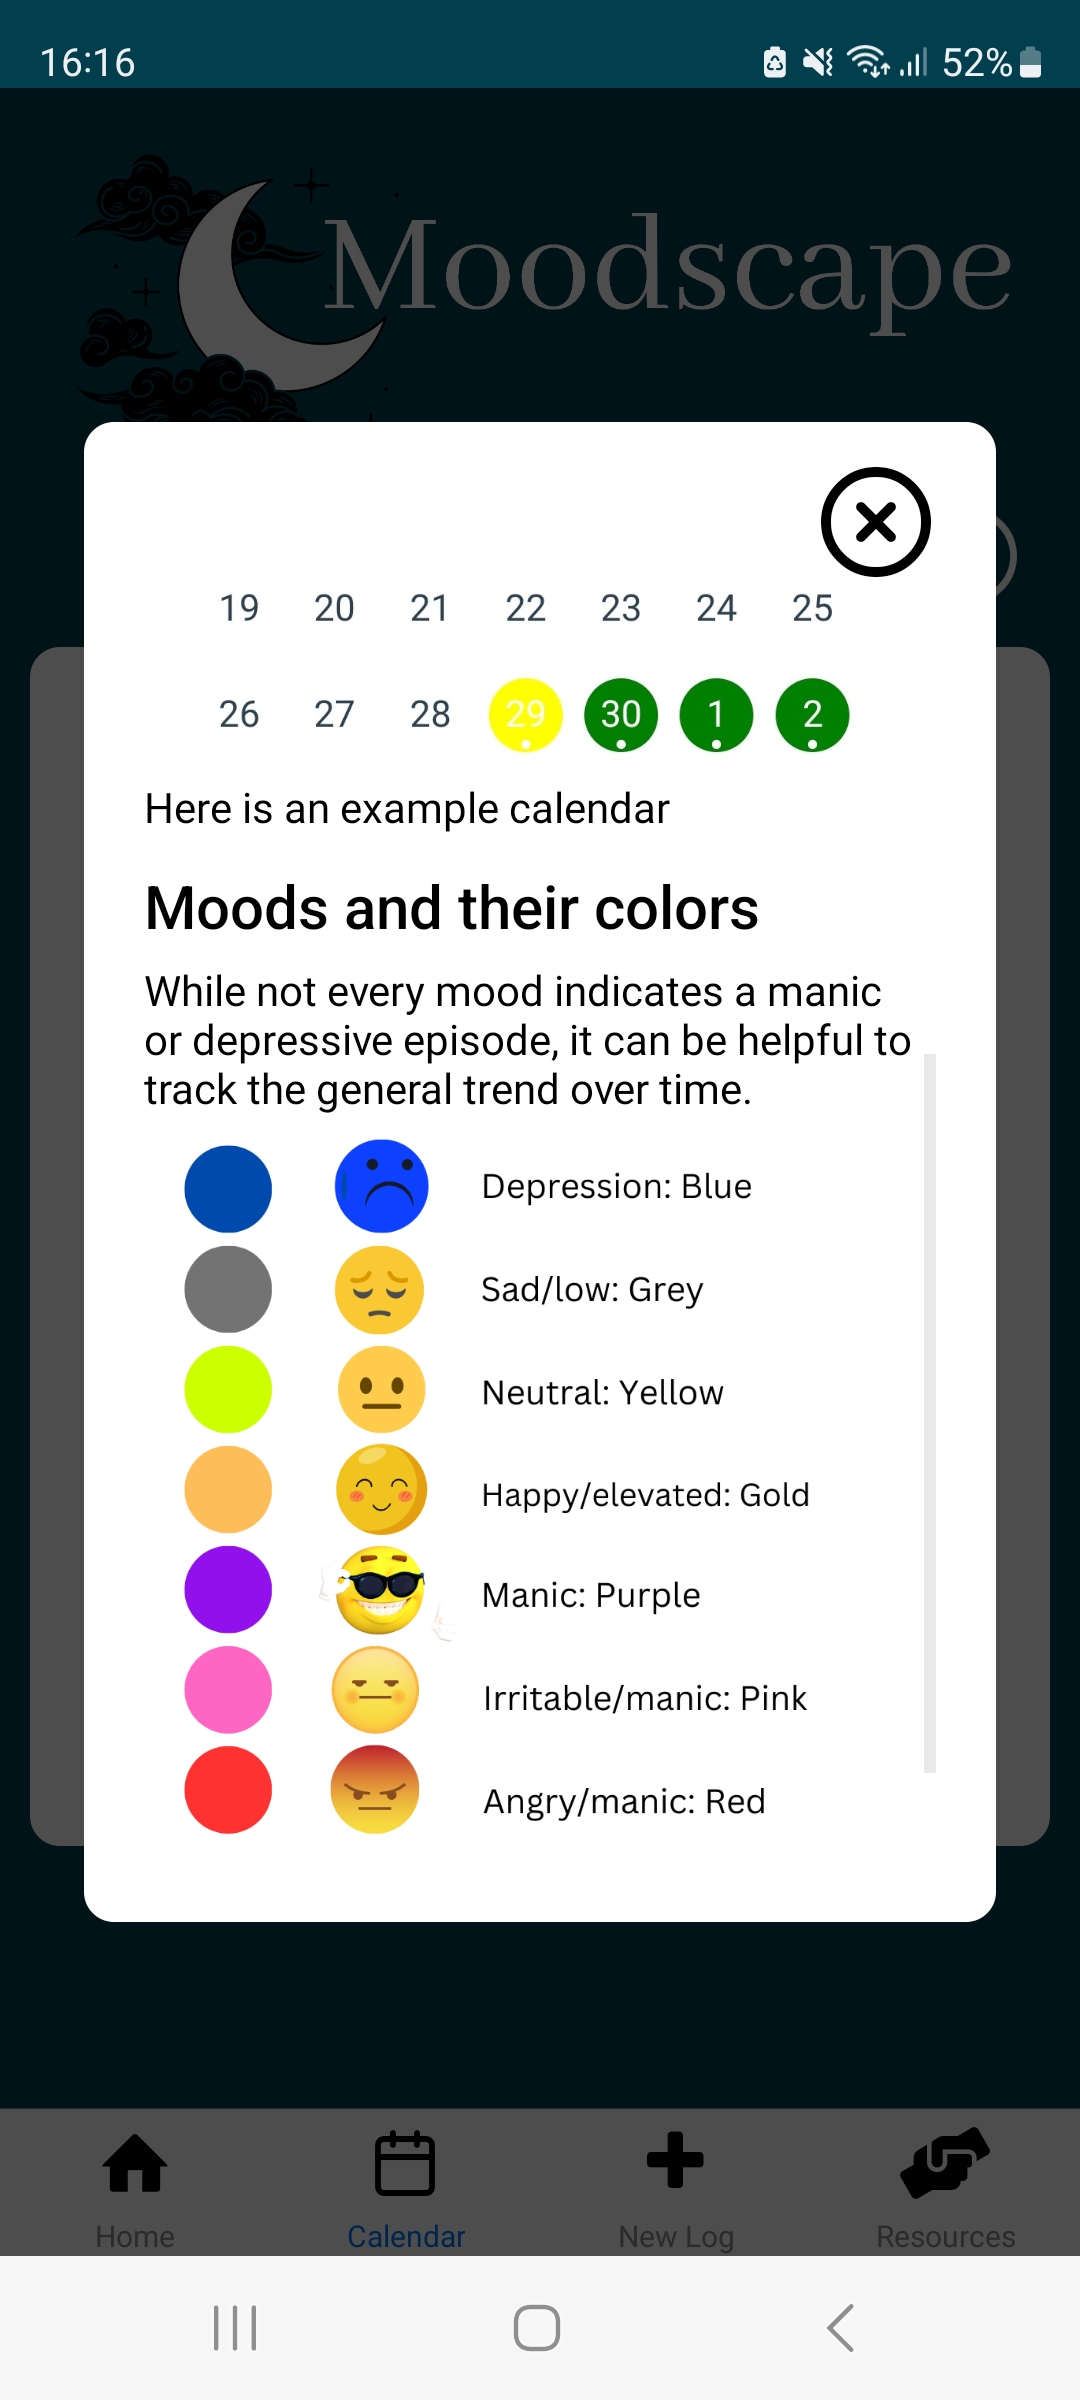 16:16 52%
Moodscape
19 20 21 22 23 24 25
26 27 28 29 30 1 2
Here is an example calendar
Moods and their colors
While not every mood indicates a manic
or depressive episode, it can be helpful to
track the general trend over time.
Depression: Blue
Sad/low: Grey
Neutral: Yellow
Happy/elevated: Gold
Manic: Purple
Irritable/manic: Pink
Angry/manic: Red
Home Calendar New Log Resources